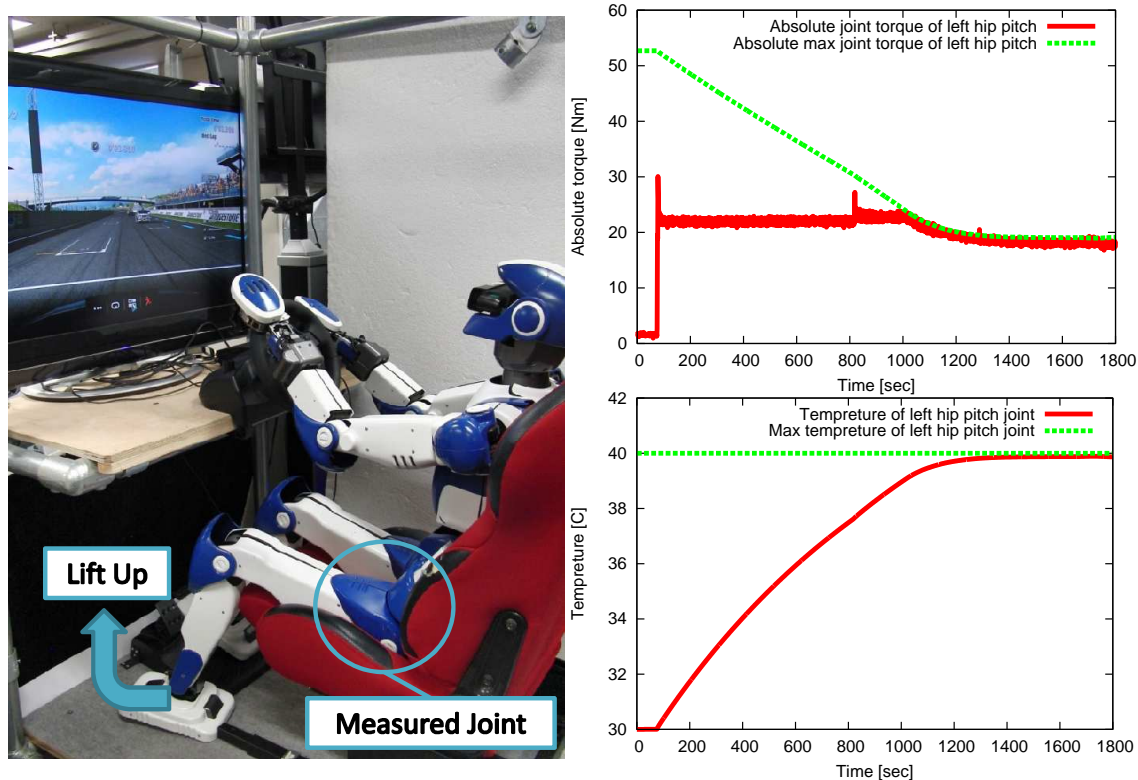 Lift Up
Measured Joint
Absolute joint torque of left hip pitch
Absolute max joint torque of left hip pitch
Absolute torque [Nm]
60
50
40
30
20
10
0
0 200 400 600 800 1000 1200 1400 1600 1800
Time [sec]
Tempreture of left hip pitch joint
Max tempreture of left hip pitch joint
Tempreture [C]
42
40
38
36
34
32
30
0 200 400 600 800 1000 1200 1400 1600 1800
Time [sec]